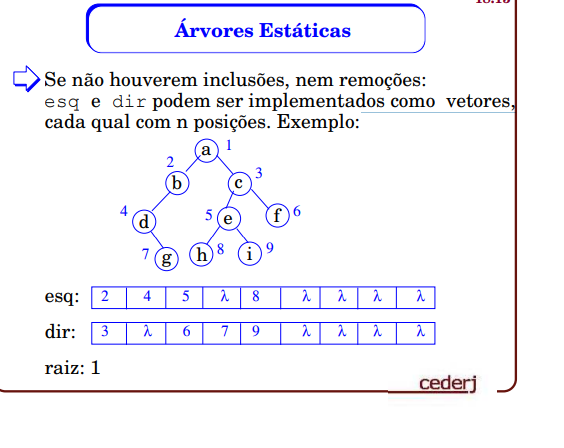 Árvores Estáticas
Se não houverem inclusões, nem remoções:
esq e dir podem ser implementados como vetores,
cada qual com n posições. Exemplo:
a 1
2 b c 3
4 d 5 e f 6
7 g h 8 i 9
esq: 2 4 5 λ 8 λ λ λ λ
dir: 3 λ 6 7 9 λ λ λ λ
raiz: 1
cederj